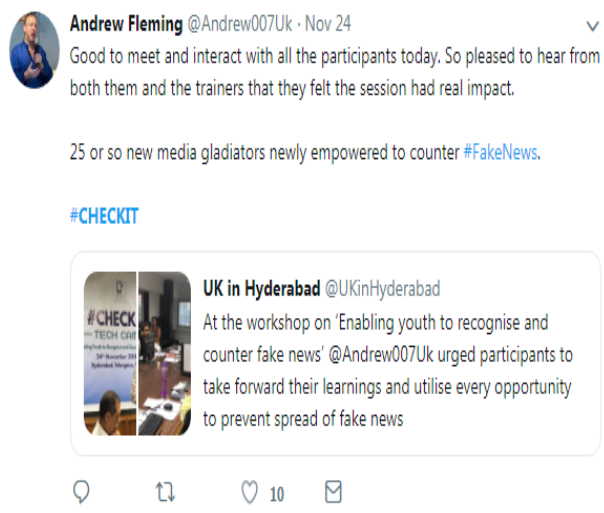 Andrew Fleming @Andrew007Uk · Nov 24
Good to meet and interact with all the participants today. So pleased to hear from
both them and the trainers that they felt the session had real impact.
25 or so new media gladiators newly empowered to counter #FakeNews.
#CHECKIT
UK in Hyderabad @UKinHyderabad
At the workshop on ‘Enabling youth to recognise and
counter fake news’ @Andrew007Uk urged participants to
take forward their learnings and utilise every opportunity
to prevent spread of fake news
#CHECK
TECH CAM
Hyderabad, Telangana,
10